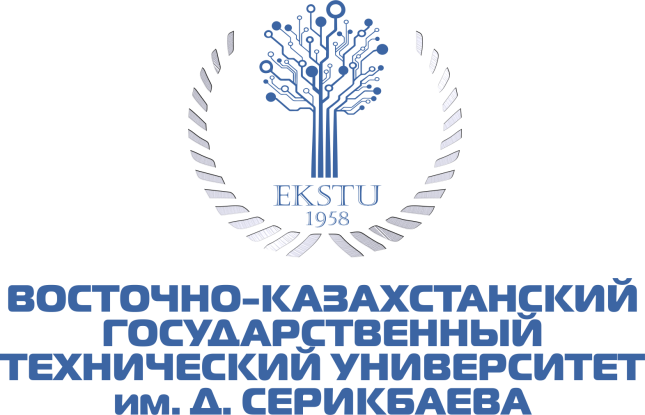 EKSTU
1958
ВОСТОЧНО-КАЗАХСТАНСКИЙ
ГОСУДАРСТВЕННЫЙ
ТЕХНИЧЕСКИЙ УНИВЕРСИТЕТ
им. Д. СЕРИКБАЕВА